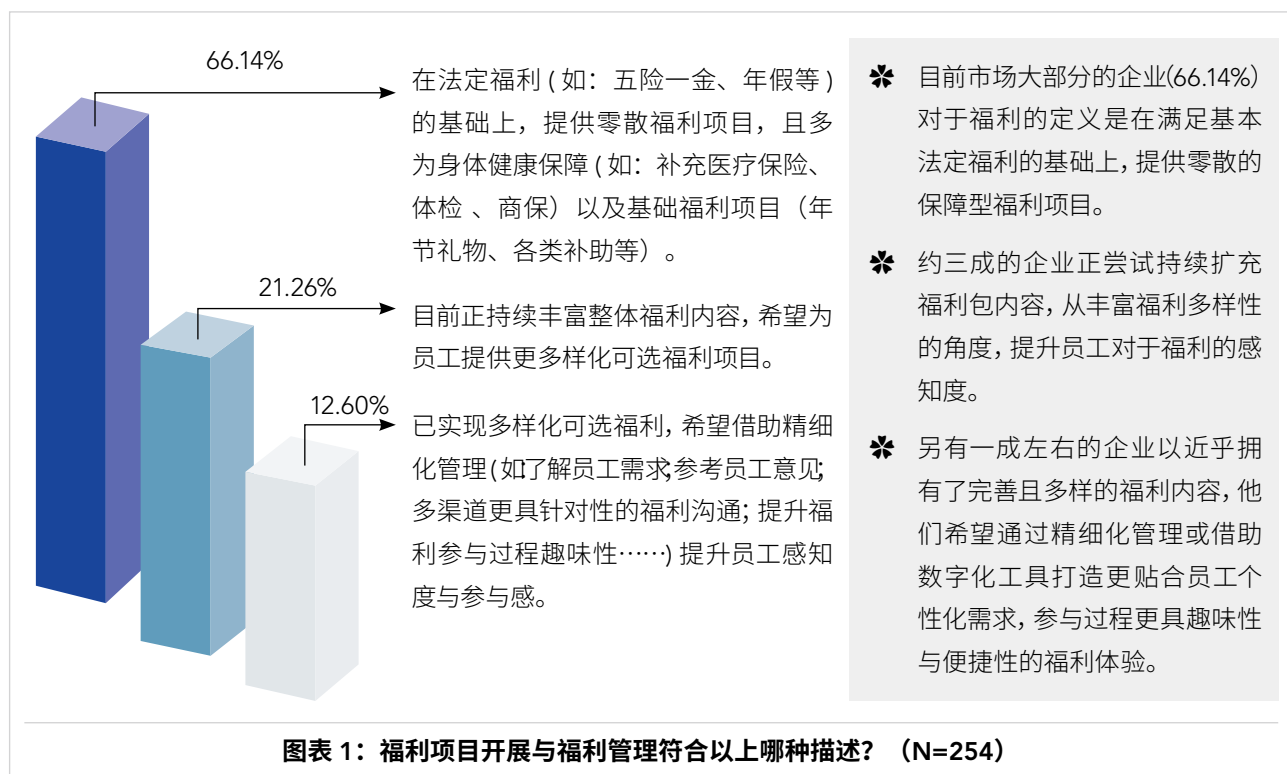 66.14%
在法定福利 ( 如：五险一金、年假等 )
的基础上，提供零散福利项目，且多
为身体健康保障 ( 如：补充医疗保险、
体检 、商保）以及基础福利项目（年
节礼物、各类补助等）。
21.26%
目前正持续丰富整体福利内容，希望为
员工提供更多样化可选福利项目。
12.60%
已实现多样化可选福利，希望借助精细
化管理 (如：了解员工需求；参考员工意见；
多渠道更具针对性的福利沟通；提升福
利参与过程趣味性……) 提升员工感知
度与参与感。
目前市场大部分的企业(66.14%)
对于福利的定义是在满足基本
法定福利的基础上，提供零散的
保障型福利项目。
约三成的企业正尝试持续扩充
福利包内容，从丰富福利多样性
的角度，提升员工对于福利的感
知度。
另有一成左右的企业以近乎拥
有了完善且多样的福利内容，他
们希望通过精细化管理或借助
数字化工具打造更贴合员工个
性化需求，参与过程更具趣味性
与便捷性的福利体验。
图表 1：福利项目开展与福利管理符合以上哪种描述？（N=254）